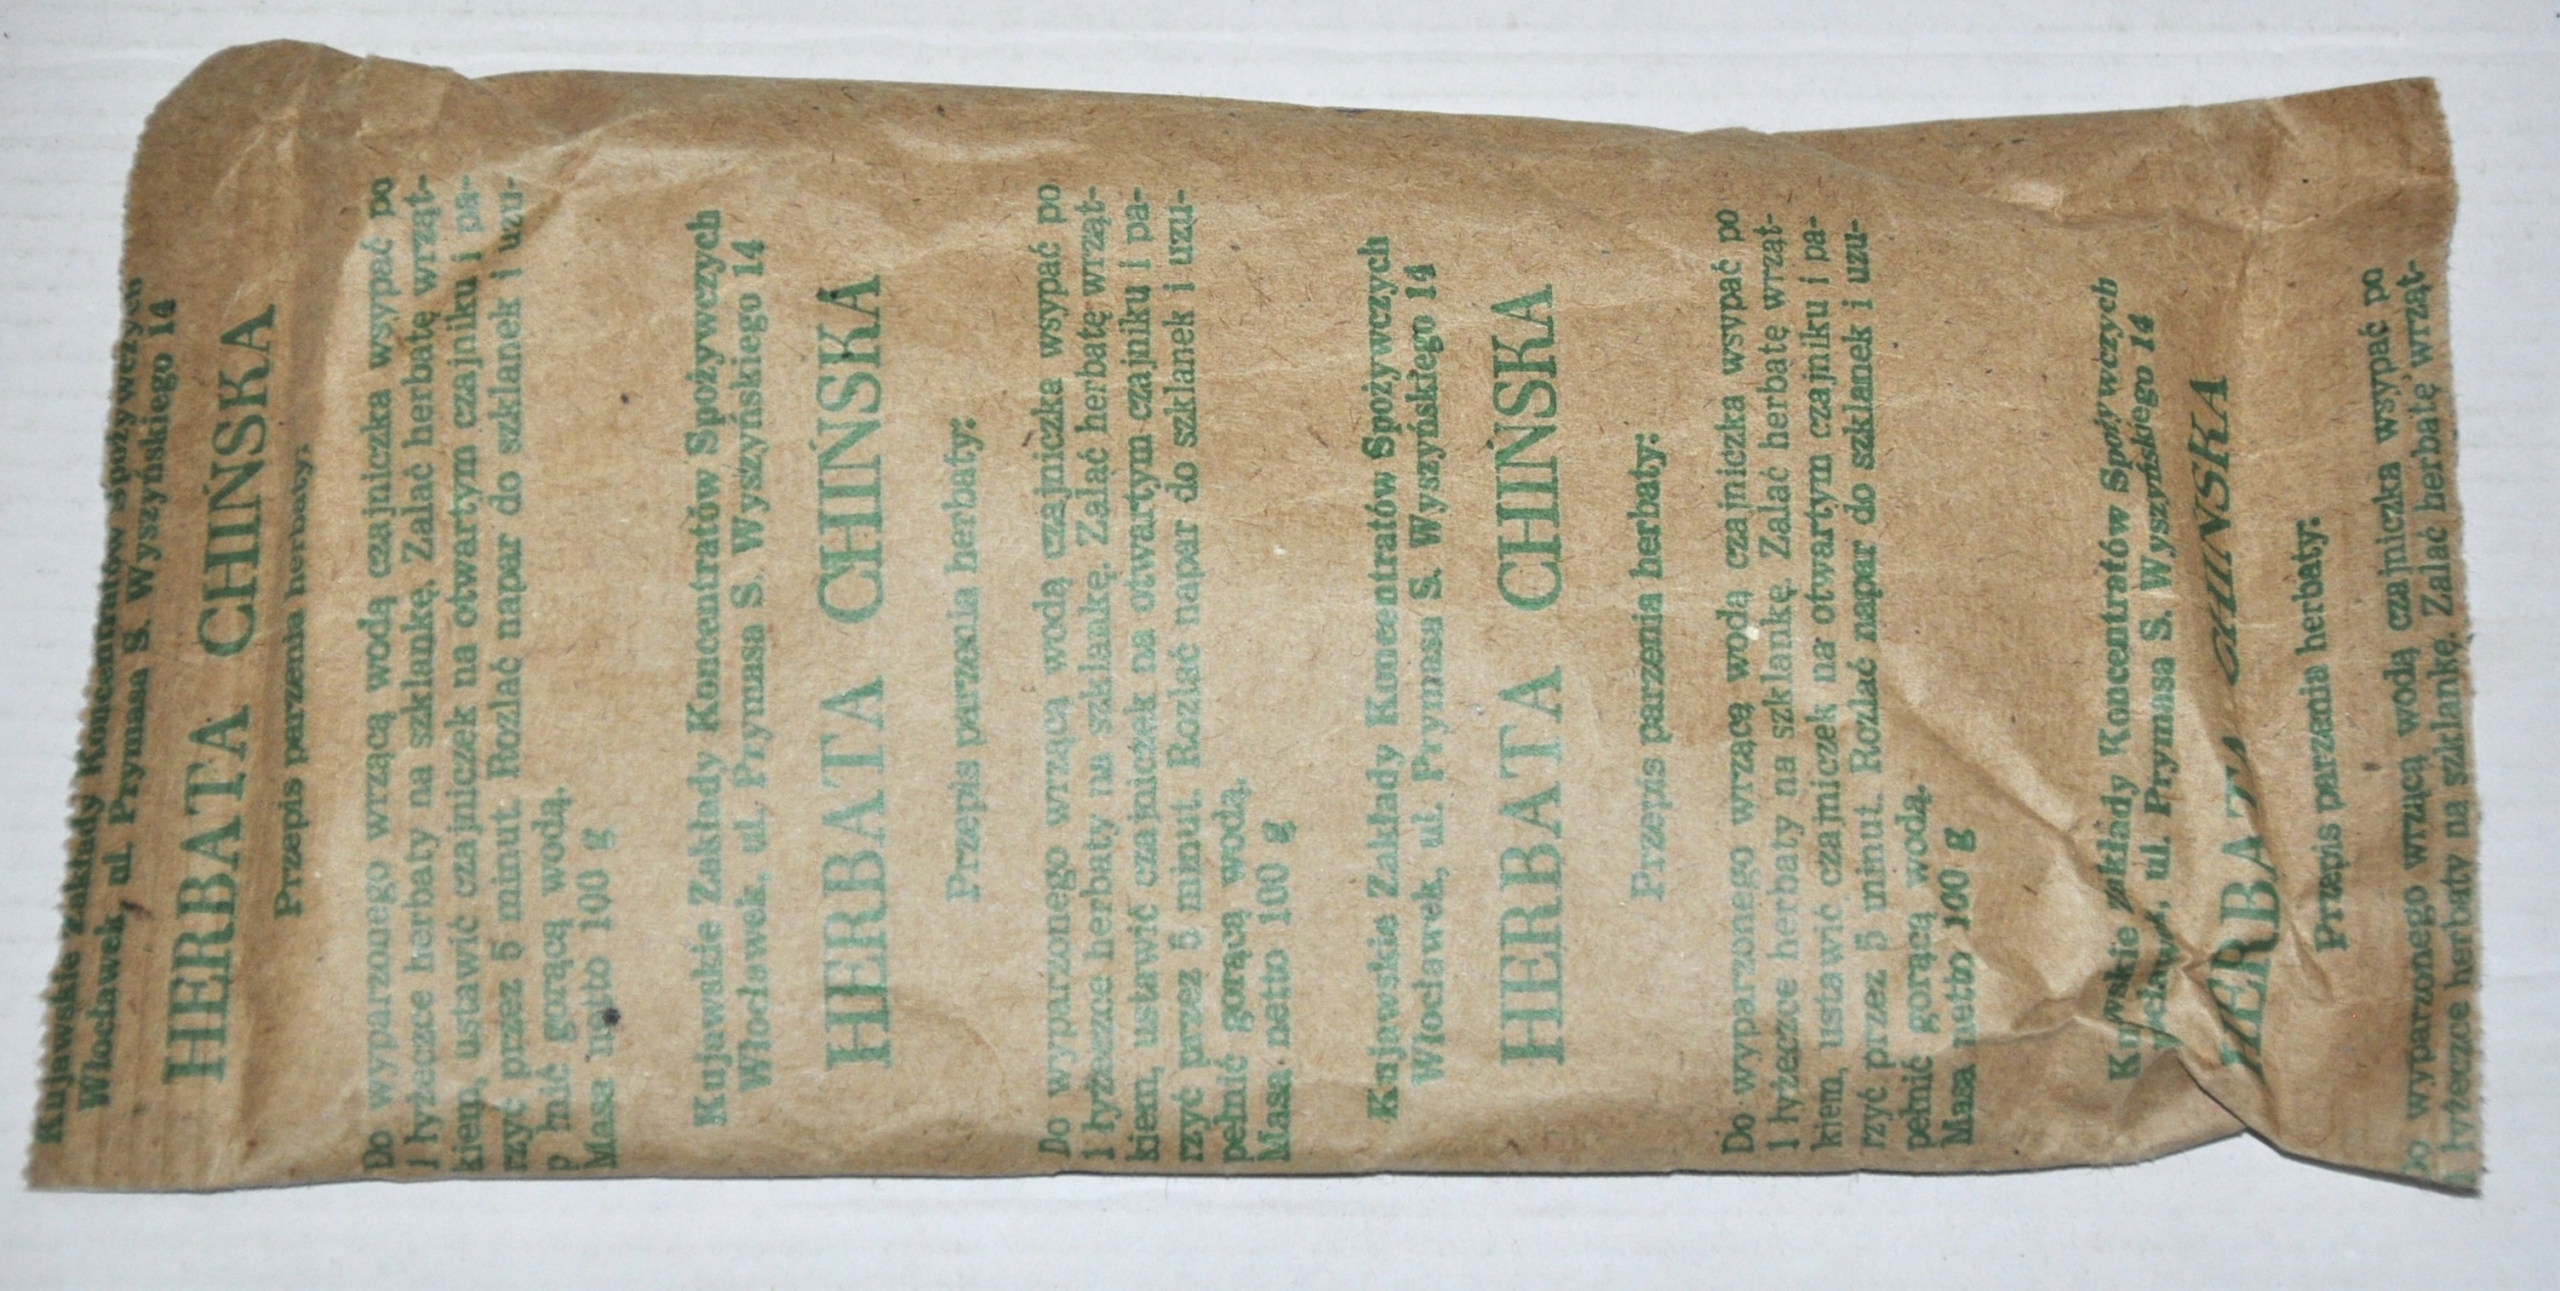 Kujawskie Zakłady Koncentratów Spożywczych
Włocławek, ul. Prymasa S. Wyszyńskiego 14
HERBATA CHIŃSKA
Przepis parzenia herbaty:
Do wyparzonego wrzącą wodą czajniczka wsypać po
1 łyżeczce herbaty na szklankę. Zalać herbatę wrząt-
kiem, ustawić czajniczek na otwartym czajniku i pa-
rzyć przez 5 minut. Rozlać napar do szklanek i uzu-
p łnić gorącą wodą.
Masa netto 100 g
Kujawskie Zakłady Koncentratów Spożywczych
Włocławek, ul. Prymasa S. Wyszyńskiego 14
HERBATA CHIŃSKA
Przepis parzenia herbaty:
Do wyparzonego wrzącą wodą czajniczka wsypać po
1 łyżeczce herbaty na szklankę. Zalać herbatę wrząt-
kiem, ustawić czajniczek na otwartym czajniku i pa-
rzyć przez 5 minut. Rozlać napar do szklanek i uzu-
pełnić gorącą wodą.
Masa netto 100 g
Kujawskie Zakłady Koncentratów Spożywczych
Włocławek, ul. Prymasa S. Wyszyńskiego 14
HERBATA CHIŃSKA
Przepis parzenia herbaty:
Do wyparzonego wrzącą wodą czajniczka wsypać po
1 łyżeczce herbaty na szklankę. Zalać herbatę wrząt-
kiem, ustawić czajniczek na otwartym czajniku i pa-
rzyć przez 5 minut. Rozlać napar do szklanek i uzu-
pełnić gorącą wodą.
Masa netto 100 g
Kujawskie Zakłady Koncentratów Spożywczych
Włocławek, ul. Prymasa S. Wyszyńskiego 14
HERBATA CHIŃSKA
Przepis parzenia herbaty:
Do wyparzonego wrzącą wodą czajniczka wsypać po
1 łyżeczce herbaty na szklankę. Zalać herbatę wrząt-